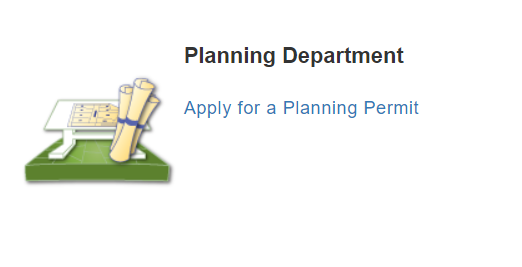 Planning Department
Apply for a Planning Permit